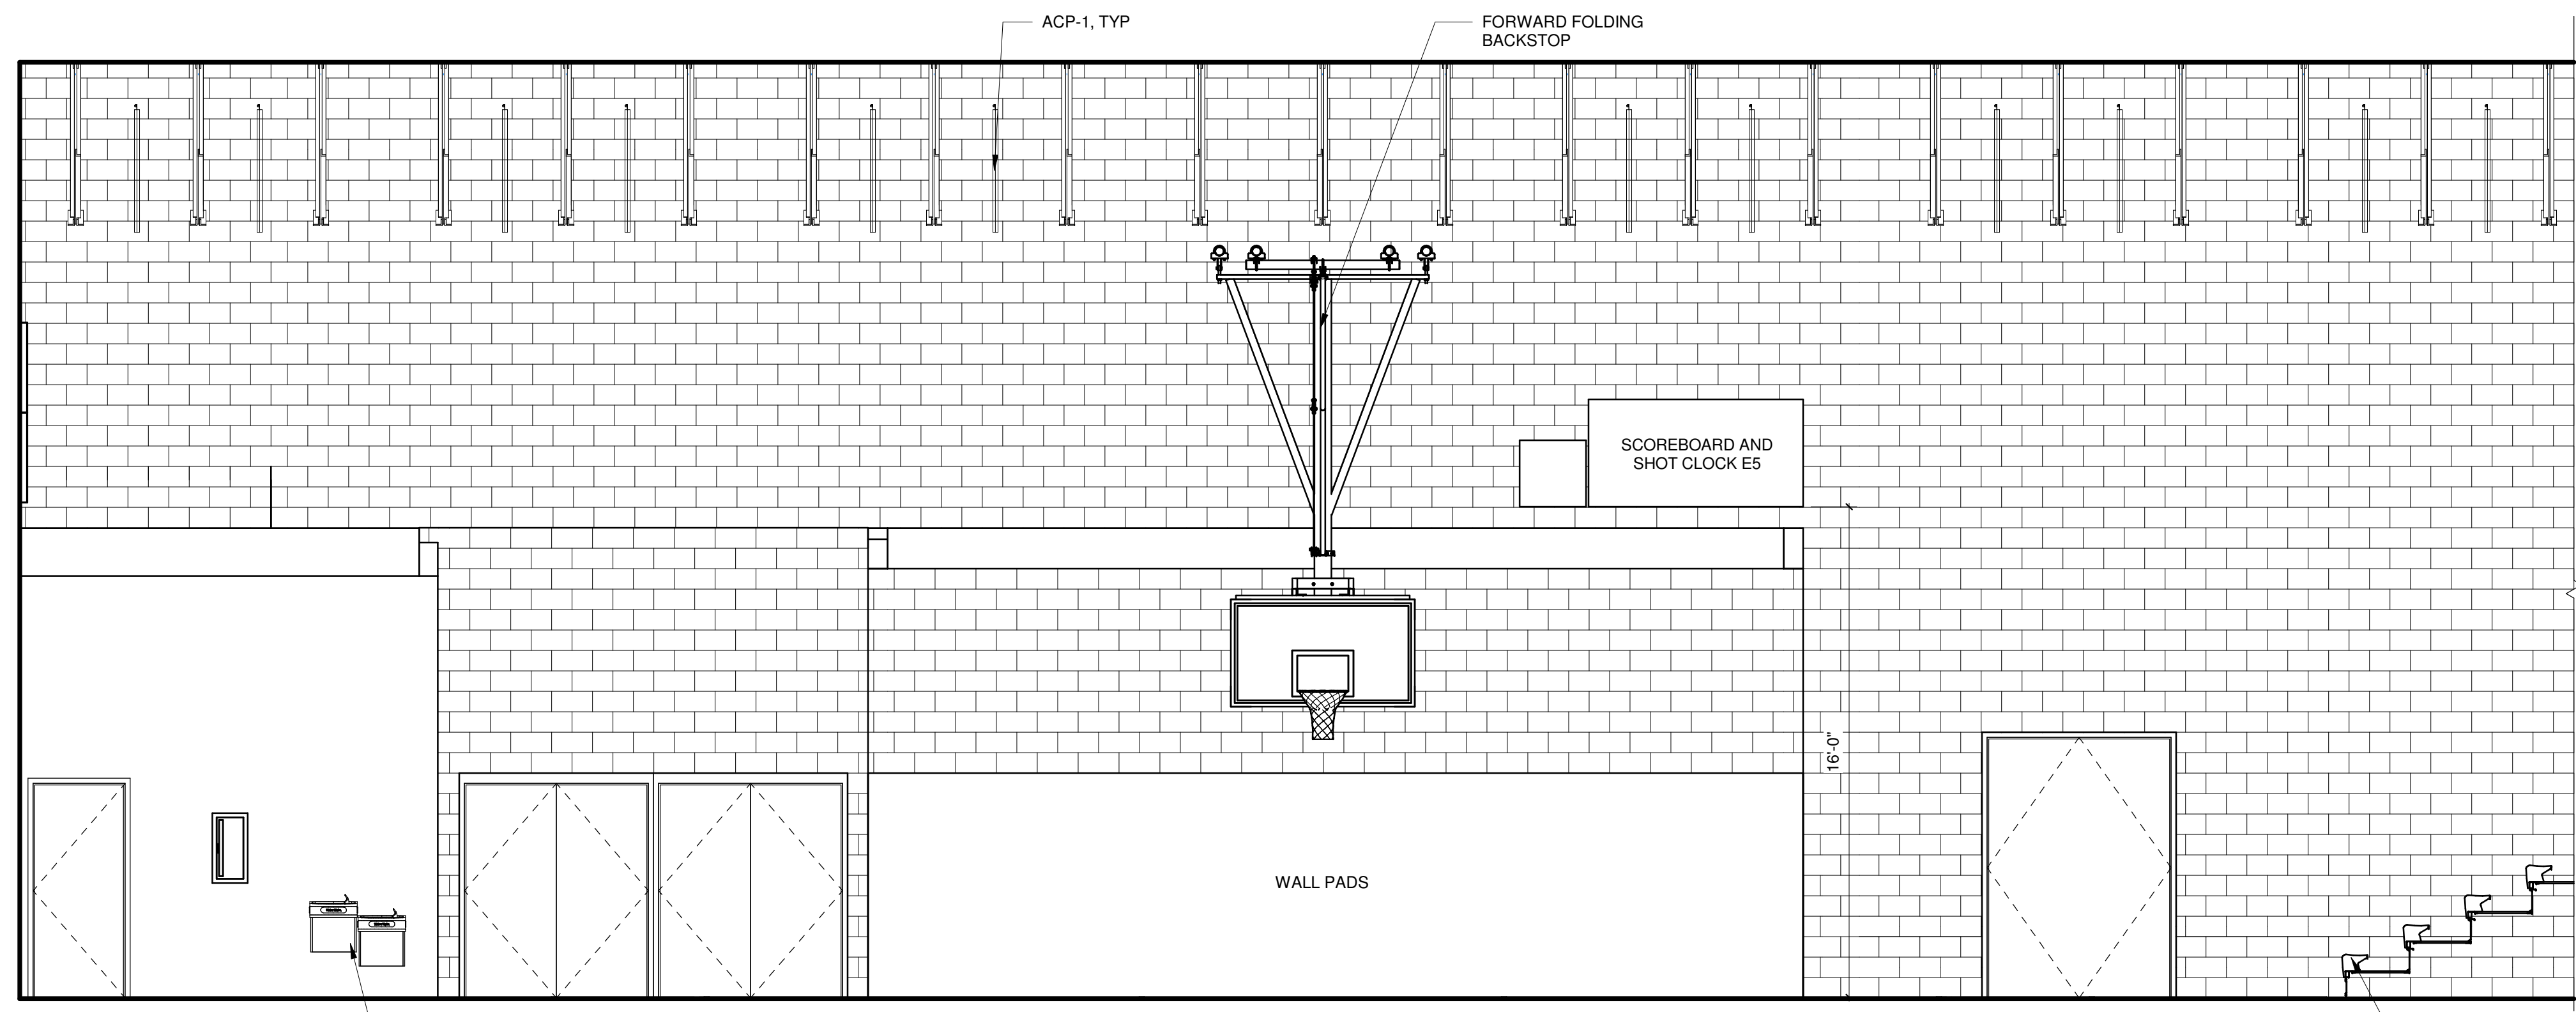 ACP-1, TYP
FORWARD FOLDING
BACKSTOP
SCOREBOARD AND
SHOT CLOCK E5
16'-0"
WALL PADS